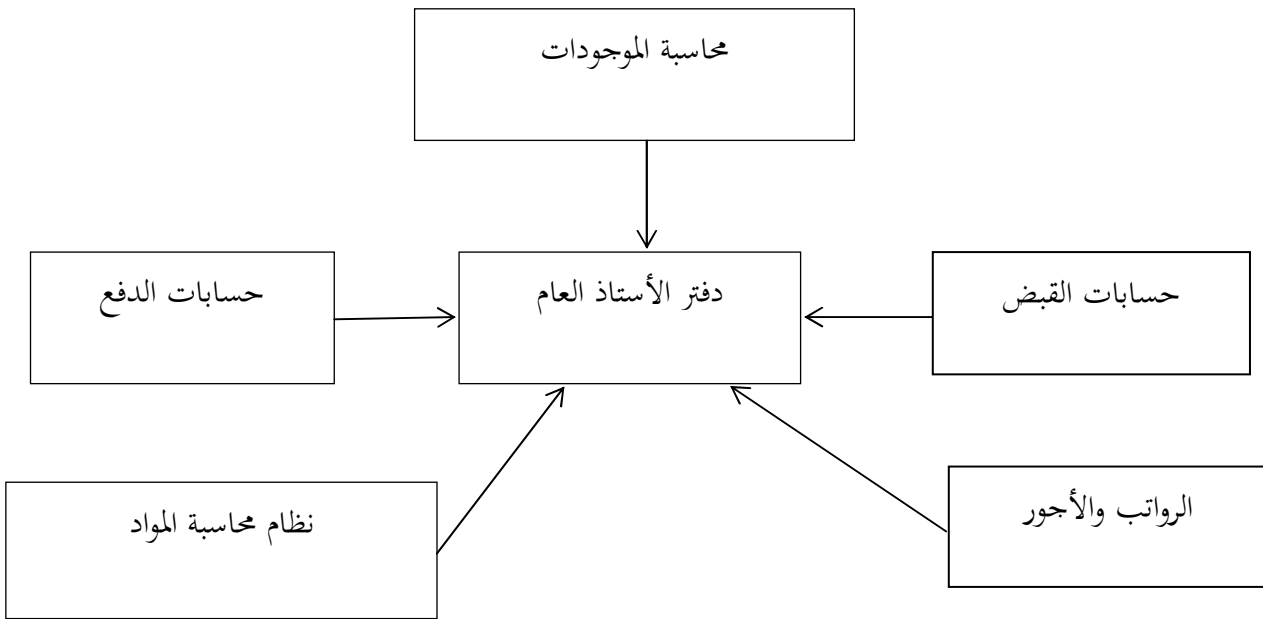 محاسبة الموجودات
حسابات القبض
دفتر الأستاذ العام
حسابات الدفع
الرواتب والأجور
نظام محاسبة المواد